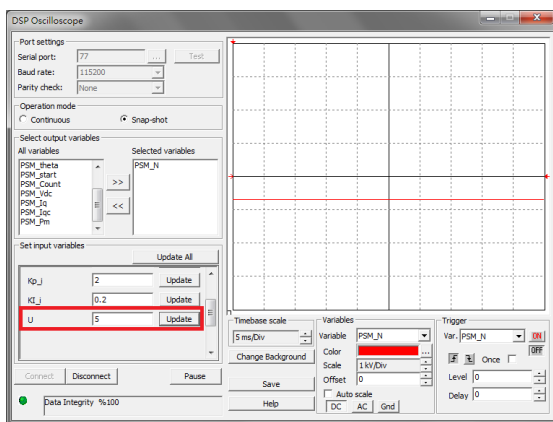 DSP Oscilloscope
Port settings
Serial port: 77 ... Test
Baud rate: 115200
Parity check: None
Operation mode
Continuous Snap-shot
Select output variables
All variables Selected variables
PSM_theta
PSM_start
PSM_Count
PSM_Vdc
PSM_Iq
PSM_Iqc
PSM_Pm
>>
<<
PSM_N
Set input variables
Update All
Kp_i 2 Update
KI_i 0.2 Update
U 5 Update
Connect Disconnect Pause
Data Integrity %100
Timebase scale
5 ms/Div
Change Background
Save
Help
Variables
Variable PSM_N
Color ...
Scale 1 kV/Div
Offset 0
Auto scale
DC AC Gnd
Trigger
Var. PSM_N ON
OFF
Once
Level 0
Delay 0